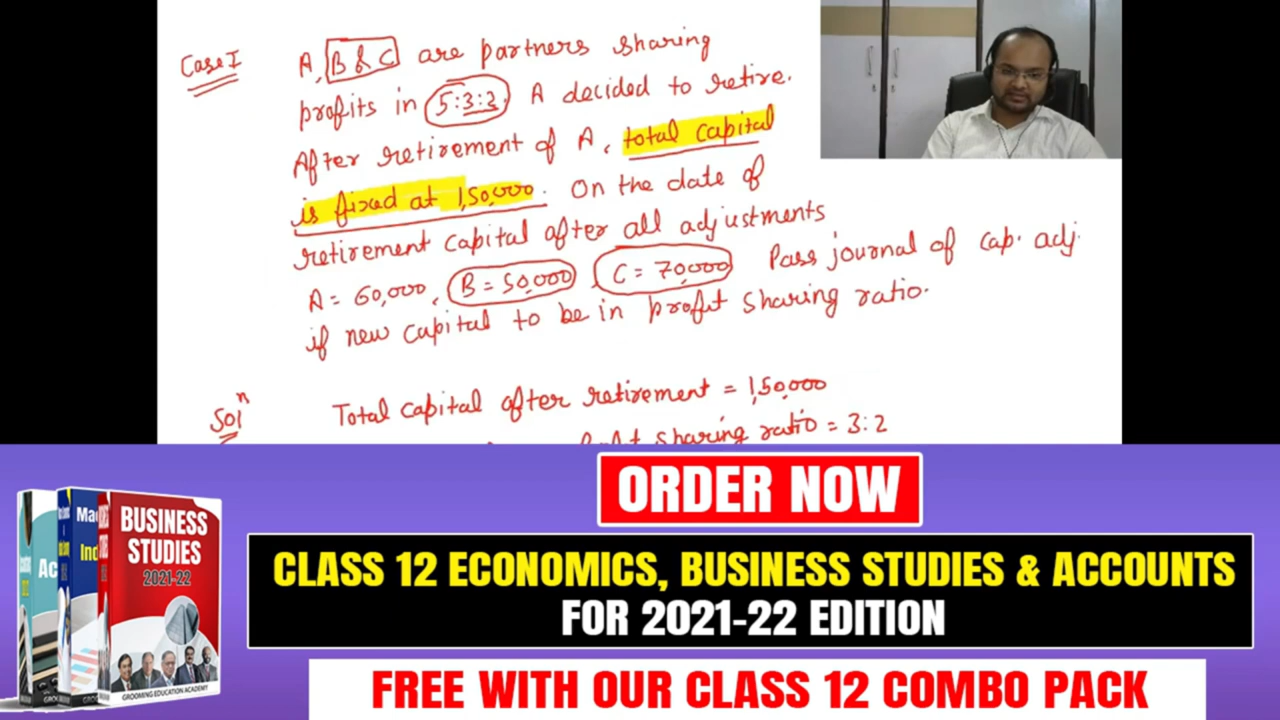 Case I
A, B & C are partners sharing
profits in 5:3:2. A decided to retire.
After retirement of A, total capital
is fixed at 1,50,000. On the date of
retirement capital after all adjustments
A = 60,000, B = 50,000, C = 70,000 Pass journal of cap. adj.
if new capital to be in profit sharing ratio.
Solⁿ
Total capital after retirement = 1,50,000
sharing ratio = 3:2
ORDER NOW
BUSINESS
STUDIES
2021-22
Ma
Ind
Ac
GROOMING EDUCATION ACADEMY
CLASS 12 ECONOMICS, BUSINESS STUDIES & ACCOUNTS
FOR 2021-22 EDITION
FREE WITH OUR CLASS 12 COMBO PACK